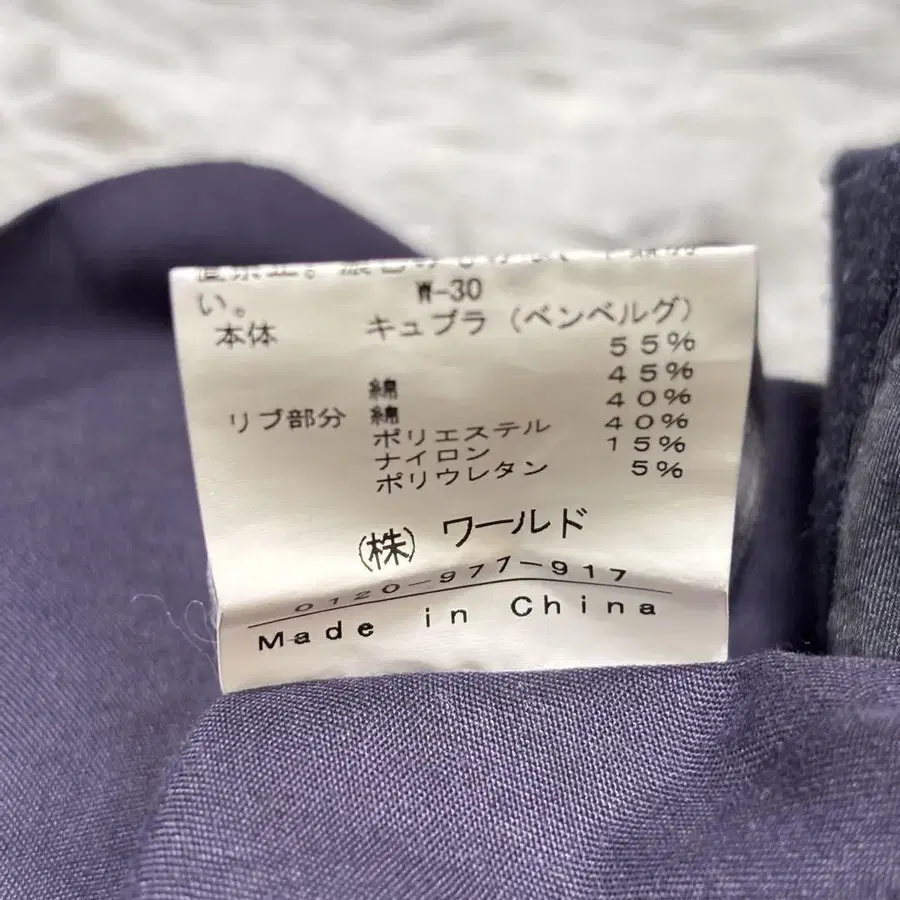 い。
W-30
本体 キュプラ（ベンベルグ）
55%
綿 45%
リブ部分 綿 40%
ポリエステル 40%
ナイロン 15%
ポリウレタン 5%
(株) ワールド
0120-977-917
Made in China